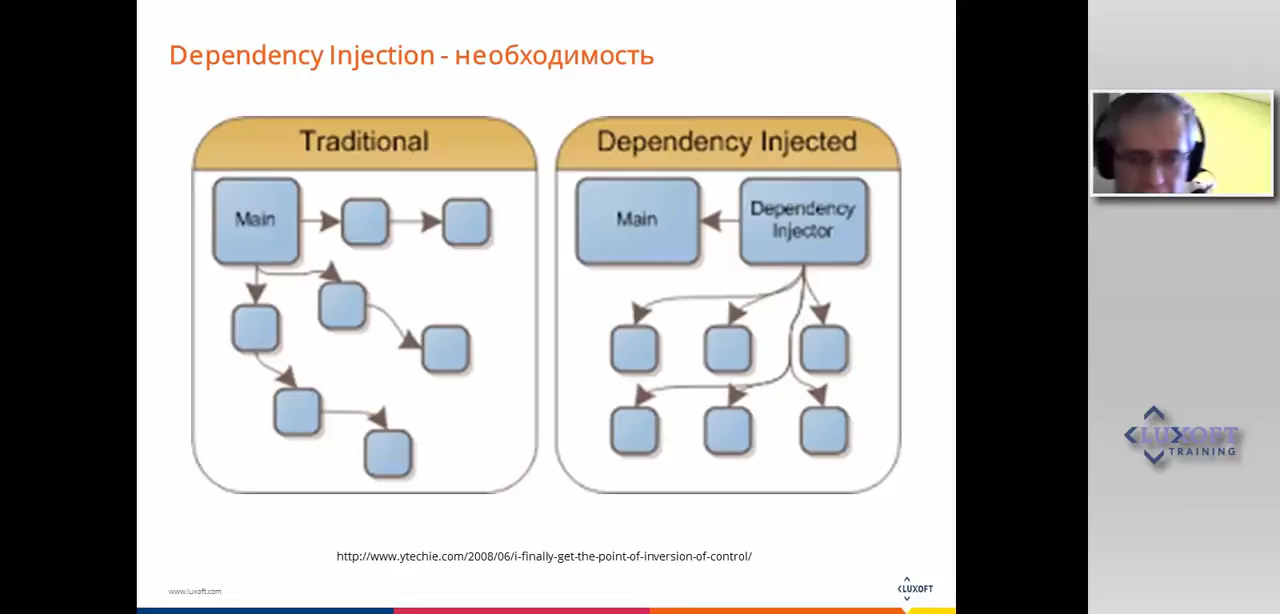 Dependency Injection - необходимость
Traditional
Main
Dependency Injected
Main
Dependency
Injector
http://www.ytechie.com/2008/06/i-finally-get-the-point-of-inversion-of-control/
www.luxoft.com
LUXOFT
LUXOFT
TRAINING